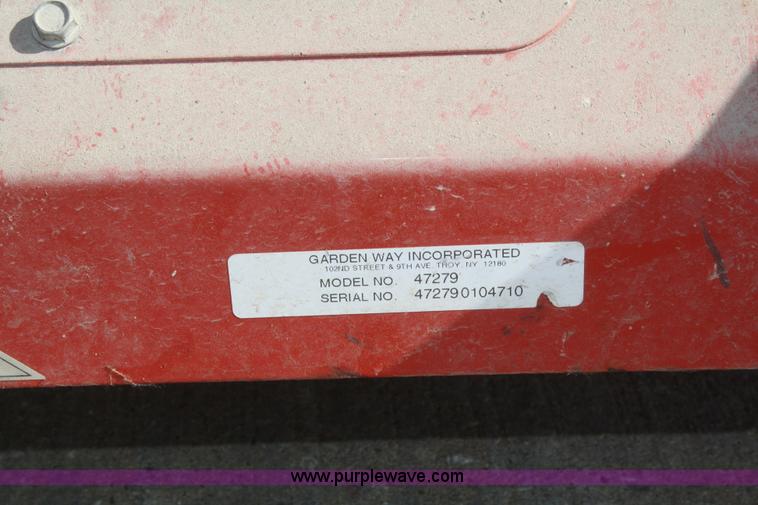 GARDEN WAY INCORPORATED
102ND STREET & 9TH AVE. TROY, NY 12180
MODEL NO. 47279
SERIAL NO. 472790104710
www.purplewave.com